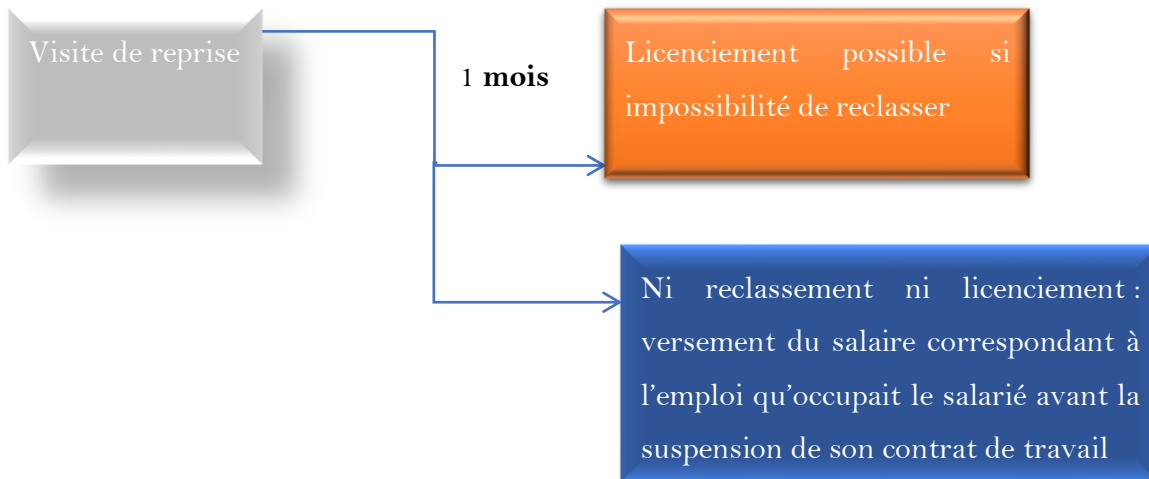 Visite de reprise
1 mois
Licenciement possible si
impossibilité de reclasser
Ni reclassement ni licenciement :
versement du salaire correspondant à
l’emploi qu’occupait le salarié avant la
suspension de son contrat de travail